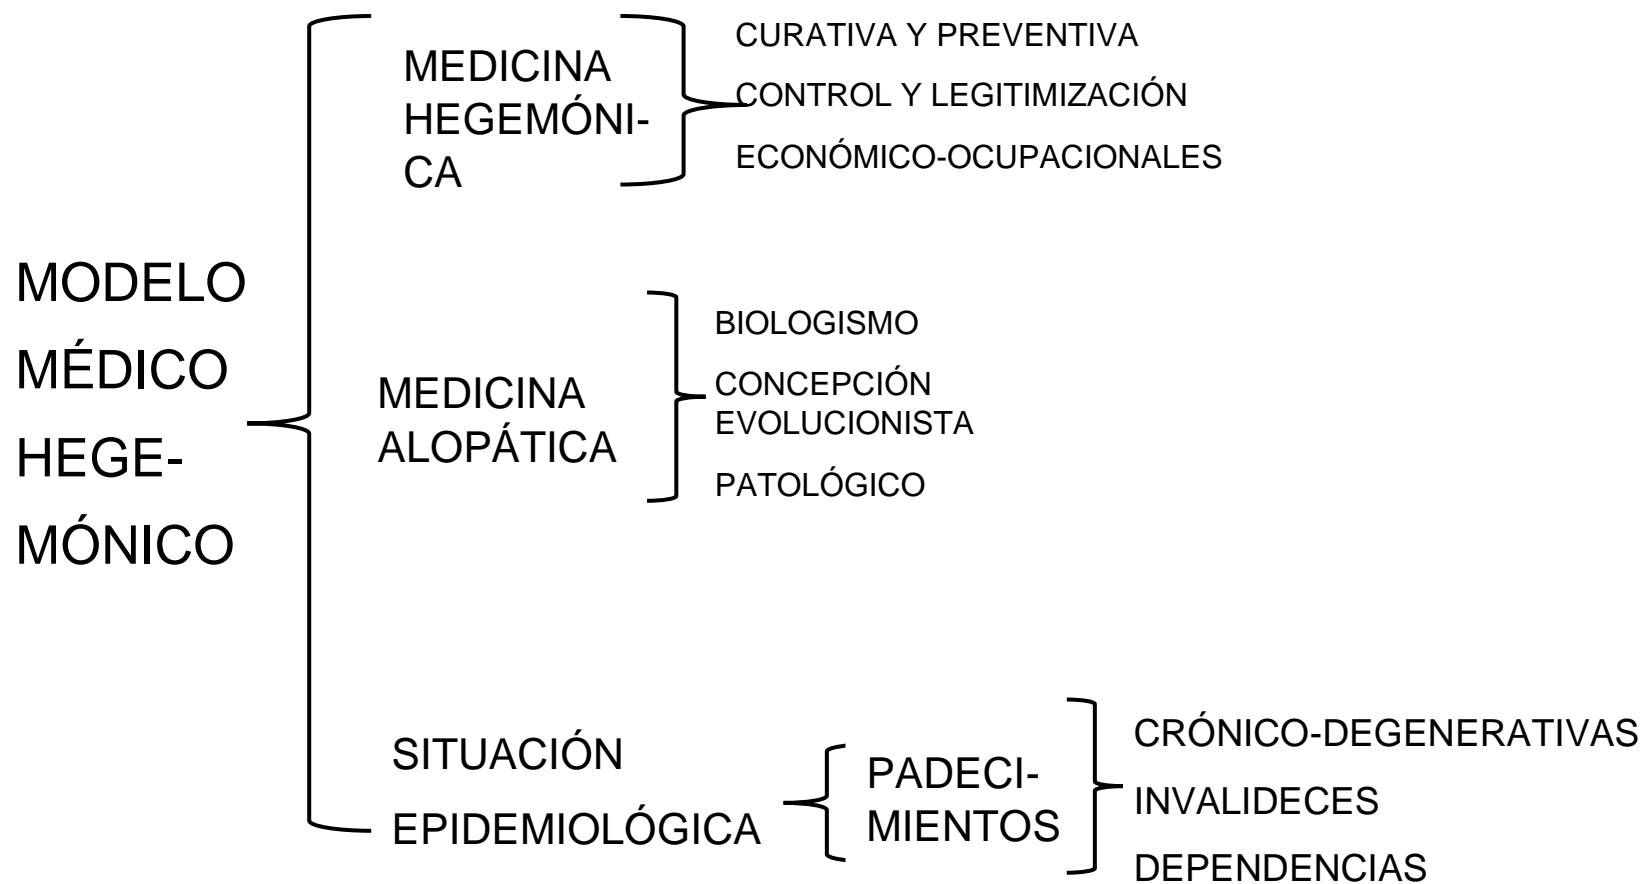 MODELO
MÉDICO
HEGE-
MÓNICO
MEDICINA
HEGEMÓNI-
CA
CURATIVA Y PREVENTIVA
CONTROL Y LEGITIMIZACIÓN
ECONÓMICO-OCUPACIONALES
MEDICINA
ALOPÁTICA
BIOLOGISMO
CONCEPCIÓN
EVOLUCIONISTA
PATOLÓGICO
SITUACIÓN
EPIDEMIOLÓGICA
PADECI-
MIENTOS
CRÓNICO-DEGENERATIVAS
INVALIDECES
DEPENDENCIAS